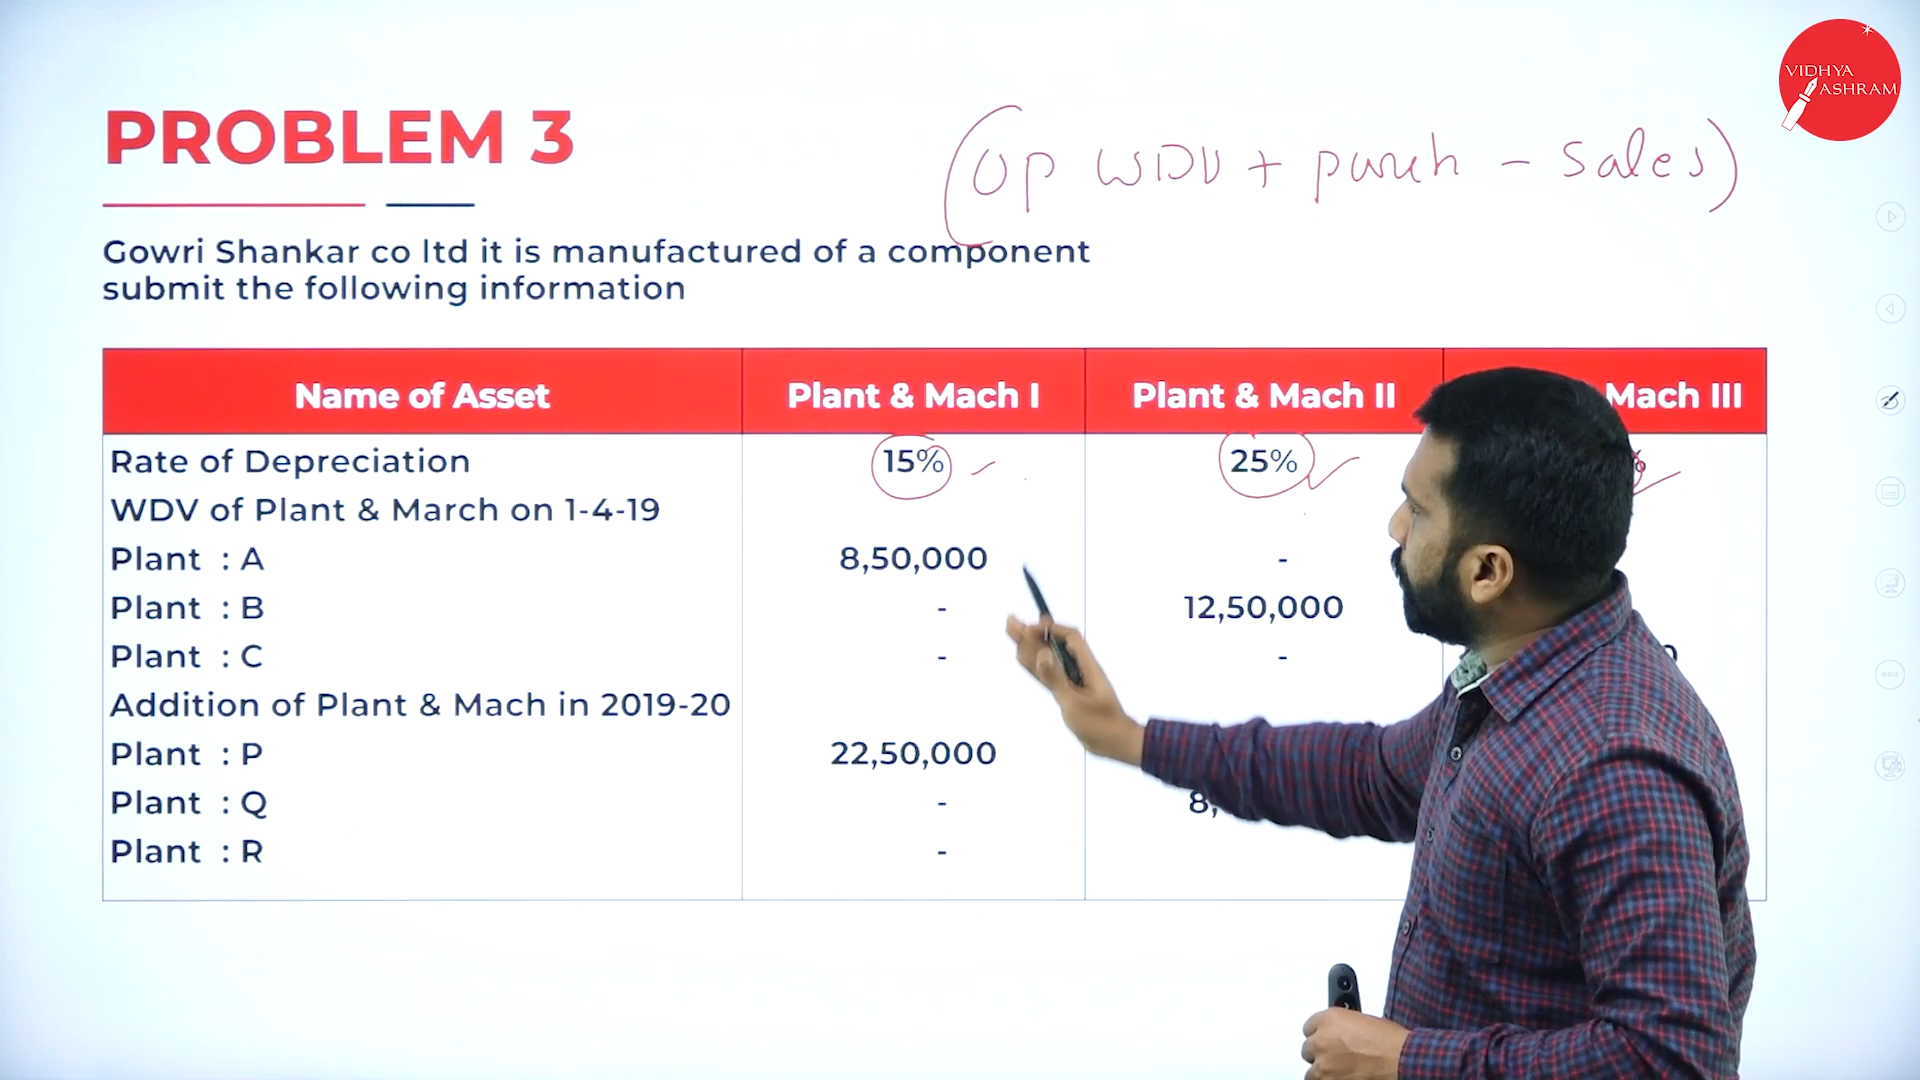 VIDHYA
ASHRAM
PROBLEM 3
(Op WDV + purch - Sales)
Gowri Shankar co ltd it is manufactured of a component
submit the following information
Name of Asset Plant & Mach I Plant & Mach II Mach III
Rate of Depreciation 15% 25% %
WDV of Plant & March on 1-4-19
Plant : A 8,50,000 -
Plant : B - 12,50,000
Plant : C - -
Addition of Plant & Mach in 2019-20
Plant : P 22,50,000
Plant : Q -
Plant : R -